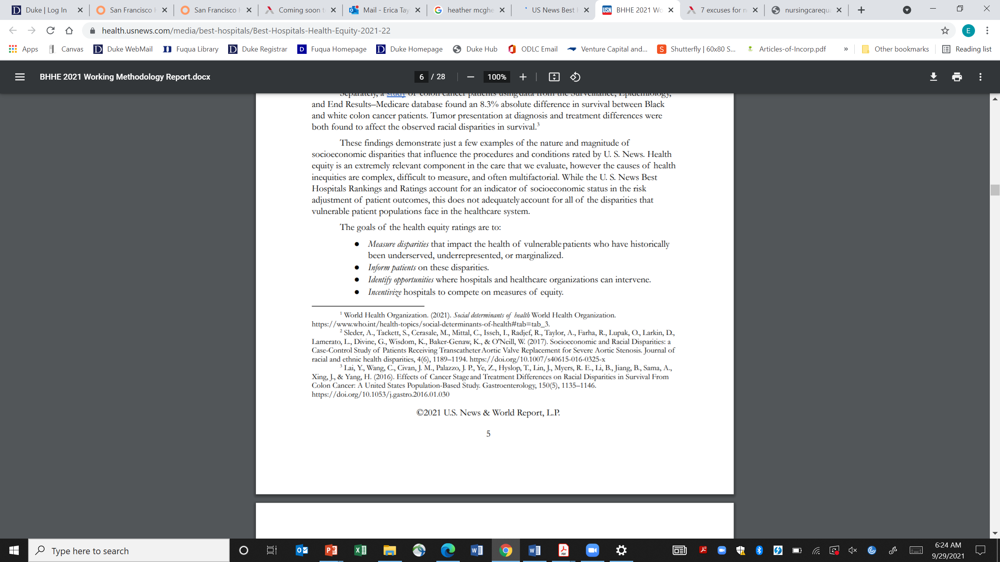 Duke | Log In
San Francisco H
San Francisco H
Coming soon t
Mail - Erica Tay
heather mcghe
US News Best H
USN BHHE 2021 Wo
7 excuses for n
nursingcarequa
health.usnews.com/media/best-hospitals/Best-Hospitals-Health-Equity-2021-22
E
Apps Canvas Duke WebMail Fuqua Library Duke Registrar Fuqua Homepage Duke Homepage Duke Hub ODLC Email Venture Capital and... Shutterfly | 60x80 S... Articles-of-Incorp.pdf » Other bookmarks Reading list
BHHE 2021 Working Methodology Report.docx 6 / 28 100%
Separately, a study of colon cancer patients using data from the Surveillance, Epidemiology,
and End Results–Medicare database found an 8.3% absolute difference in survival between Black
and white colon cancer patients. Tumor presentation at diagnosis and treatment differences were
both found to affect the observed racial disparities in survival.³
These findings demonstrate just a few examples of the nature and magnitude of
socioeconomic disparities that influence the procedures and conditions rated by U. S. News. Health
equity is an extremely relevant component in the care that we evaluate, however the causes of health
inequities are complex, difficult to measure, and often multifactorial. While the U. S. News Best
Hospitals Rankings and Ratings account for an indicator of socioeconomic status in the risk
adjustment of patient outcomes, this does not adequately account for all of the disparities that
vulnerable patient populations face in the healthcare system.
The goals of the health equity ratings are to:
● Measure disparities that impact the health of vulnerable patients who have historically
been underserved, underrepresented, or marginalized.
● Inform patients on these disparities.
● Identify opportunities where hospitals and healthcare organizations can intervene.
● Incentivize hospitals to compete on measures of equity.
¹ World Health Organization. (2021). Social determinants of health World Health Organization.
https://www.who.int/health-topics/social-determinants-of-health#tab=tab_3.
² Sleder, A., Tackett, S., Cerasale, M., Mittal, C., Isseh, I., Radjef, R., Taylor, A., Farha, R., Lupak, O., Larkin, D.,
Lamerato, L., Divine, G., Wisdom, K., Baker-Genaw, K., & O'Neill, W. (2017). Socioeconomic and Racial Disparities: a
Case-Control Study of Patients Receiving Transcatheter Aortic Valve Replacement for Severe Aortic Stenosis. Journal of
racial and ethnic health disparities, 4(6), 1189–1194. https://doi.org/10.1007/s40615-016-0325-x
³ Lai, Y., Wang, C., Civan, J. M., Palazzo, J. P., Ye, Z., Hyslop, T., Lin, J., Myers, R. E., Li, B., Jiang, B., Sama, A.,
Xing, J., & Yang, H. (2016). Effects of Cancer Stage and Treatment Differences on Racial Disparities in Survival From
Colon Cancer: A United States Population-Based Study. Gastroenterology, 150(5), 1135–1146.
https://doi.org/10.1053/j.gastro.2016.01.030
©2021 U.S. News & World Report, L.P.
5
Type here to search
6:24 AM
9/29/2021